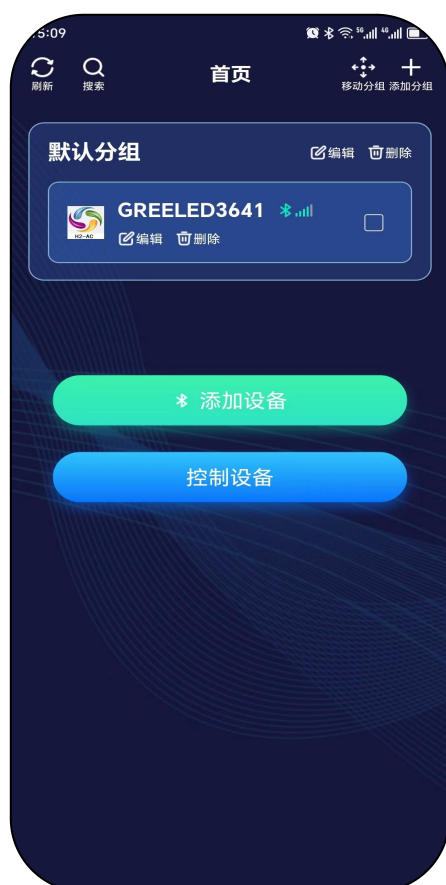 5:09
5G 4G
首页
刷新 搜索 移动分组 添加分组
默认分组 编辑 删除
GREELED3641
H2-AC
编辑 删除
添加设备
控制设备